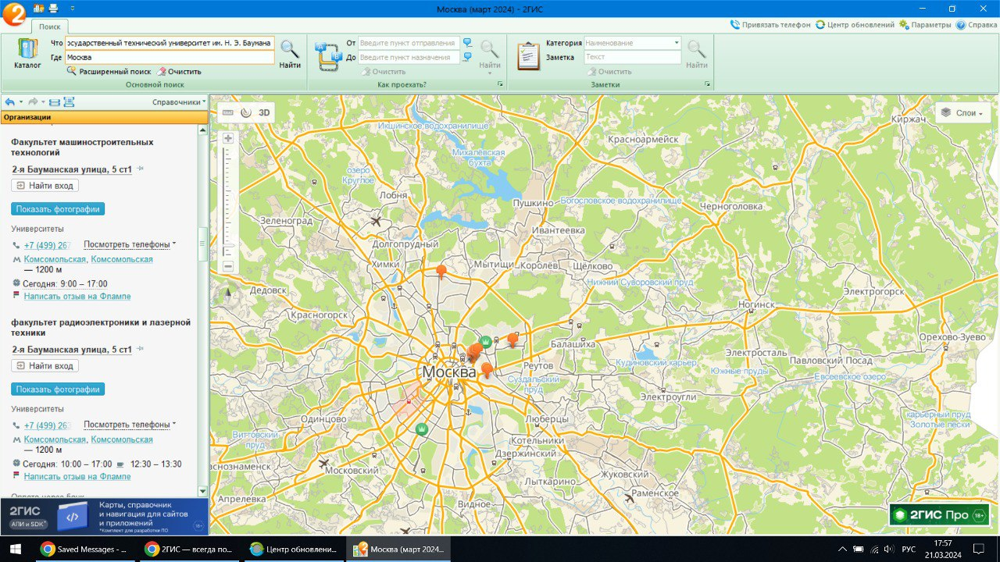 Москва (март 2024) - 2ГИС
Поиск
Привязать телефон
Центр обновлений
Параметры
Справка
Каталог
Что
осударственный технический университет им. Н. Э. Баумана
Где
Москва
Расширенный поиск
Очистить
Найти
Основной поиск
От
Введите пункт отправления
До
Введите пункт назначения
Очистить
Найти
Как проехать?
Категория
Наименование
Заметка
Текст
Очистить
Найти
Заметки
Справочники
Организации
Факультет машиностроительных
технологий
2-я Бауманская улица, 5 ст1
Найти вход
Показать фотографии
Университеты
+7 (499) 267
Посмотреть телефоны
Комсомольская, Комсомольская
— 1200 м
Сегодня: 9:00 – 17:00
Написать отзыв на Флампе
факультет радиоэлектроники и лазерной
техники
2-я Бауманская улица, 5 ст1
Найти вход
Показать фотографии
Университеты
+7 (499) 263
Посмотреть телефоны
Комсомольская, Комсомольская
— 1200 м
Сегодня: 10:00 – 17:00 12:30 – 13:30
Написать отзыв на Флампе
Оплата через банк
2ГИС
АПИ и SDK*
Карты, справочник
и навигация для сайтов
и приложений
*Комплект для разработки ПО
18+
3D
Слои
Икшинское водохранилище
Киржач
Красноармейск
Михалёвская
бухта
озеро
Круглое
Лобня
Пушкино
Богословское водохранилище
Черноголовка
Зеленоград
Ивантеевка
Долгопрудный
Химки
Мытищи
Королёв
Щёлково
Нижний Суворовский пруд
Дедовск
Электрогорск
Ногинск
Красногорск
Орехово-Зуево
Балашиха
Электросталь
Москва
Реутов
Кудиновский карьер
Павловский Посад
Южные пруды
Евсеевское озеро
Суздальский
пруд
Электроугли
Одинцово
Люберцы
карьерный пруд
Золотые пески
Виттовский
пруд
Котельники
Дзержинский
раснознаменск
Московский
Жуковский
Лыткарино
Апрелевка
Раменское
Видное
2ГИС Про
18+
Saved Messages - ...
2ГИС — всегда по...
Центр обновлени...
Москва (март 2024...
РУС
17:57
21.03.2024